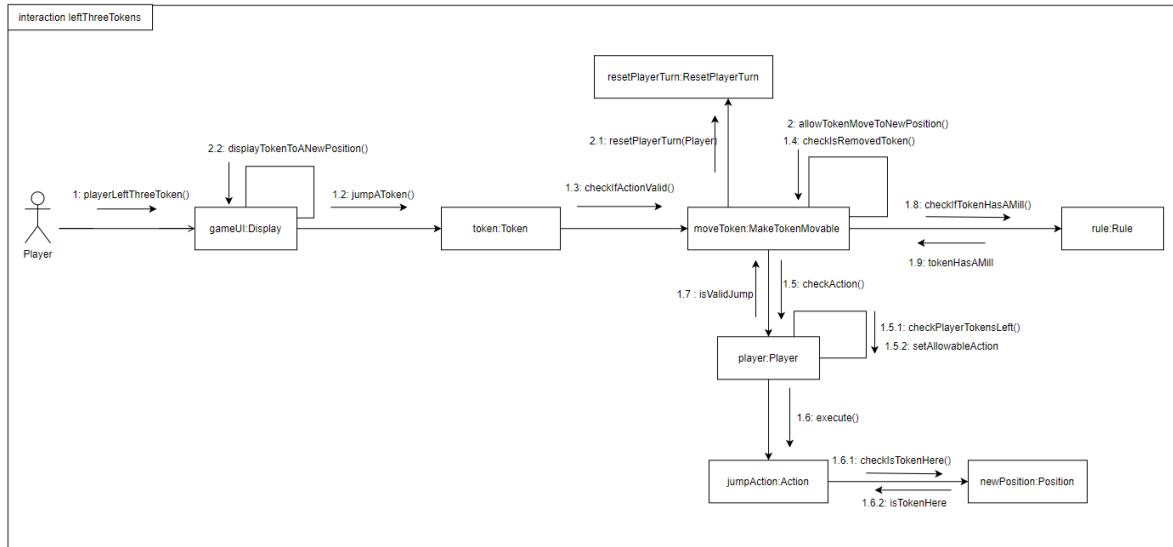 interaction leftThreeTokens
resetPlayerTurn:ResetPlayerTurn
2: allowTokenMoveToNewPosition()
1.4: checkIsRemovedToken()
2.1: resetPlayerTurn(Player)
2.2: displayTokenToANewPosition()
1: playerLeftThreeToken()
1.2: jumpAToken()
1.3: checkIfActionValid()
1.8: checkIfTokenHasAMill()
Player
gameUI:Display
token:Token
moveToken:MakeTokenMovable
rule:Rule
1.9: tokenHasAMill
1.7 : isValidJump
1.5: checkAction()
1.5.1: checkPlayerTokensLeft()
1.5.2: setAllowableAction
player:Player
1.6: execute()
1.6.1: checkIsTokenHere()
jumpAction:Action
newPosition:Position
1.6.2: isTokenHere